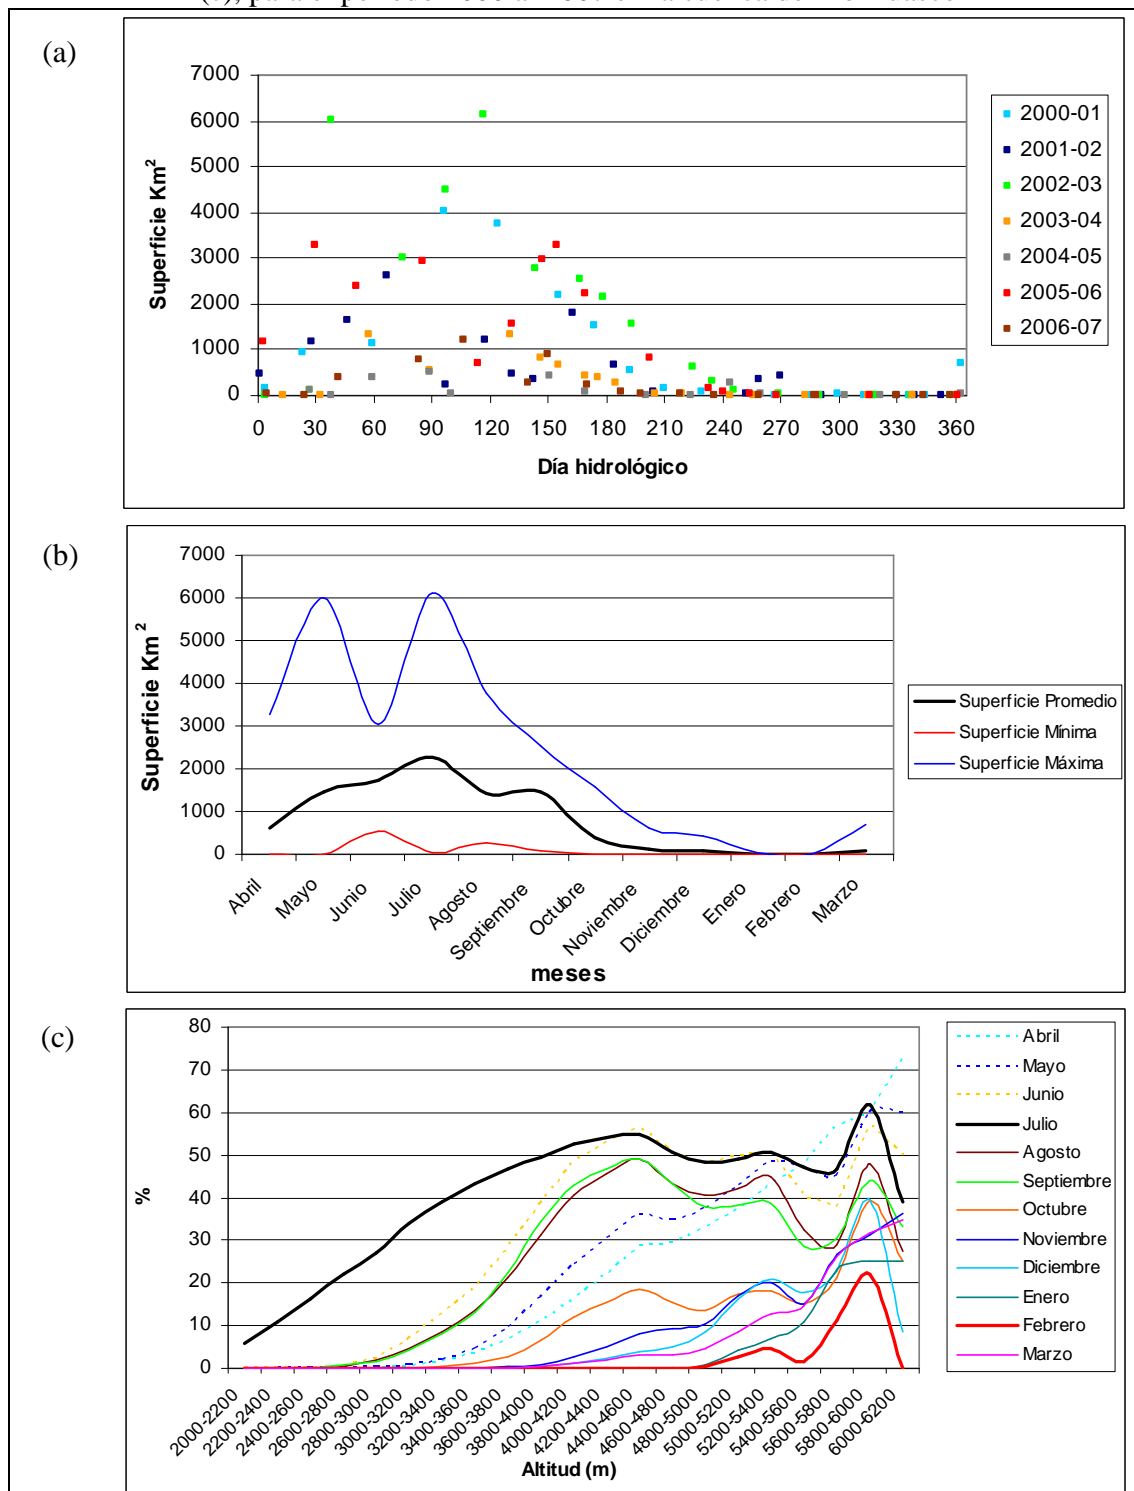 (a)
7000
6000
5000
4000
3000
2000
1000
0
Superficie Km2
0 30 60 90 120 150 180 210 240 270 300 330 360
Día hidrológico
2000-01
2001-02
2002-03
2003-04
2004-05
2005-06
2006-07
(b)
7000
6000
5000
4000
3000
2000
1000
0
Superficie Km2
Abril
Mayo
Junio
Julio
Agosto
Septiembre
Octubre
Noviembre
Diciembre
Enero
Febrero
Marzo
meses
Superficie Promedio
Superficie Mínima
Superficie Máxima
(c)
80
70
60
50
40
30
20
10
0
%
2000-2200
2200-2400
2400-2600
2600-2800
2800-3000
3000-3200
3200-3400
3400-3600
3600-3800
3800-4000
4000-4200
4200-4400
4400-4600
4600-4800
4800-5000
5000-5200
5200-5400
5400-5600
5600-5800
5800-6000
6000-6200
Altitud (m)
Abril
Mayo
Junio
Julio
Agosto
Septiembre
Octubre
Noviembre
Diciembre
Enero
Febrero
Marzo